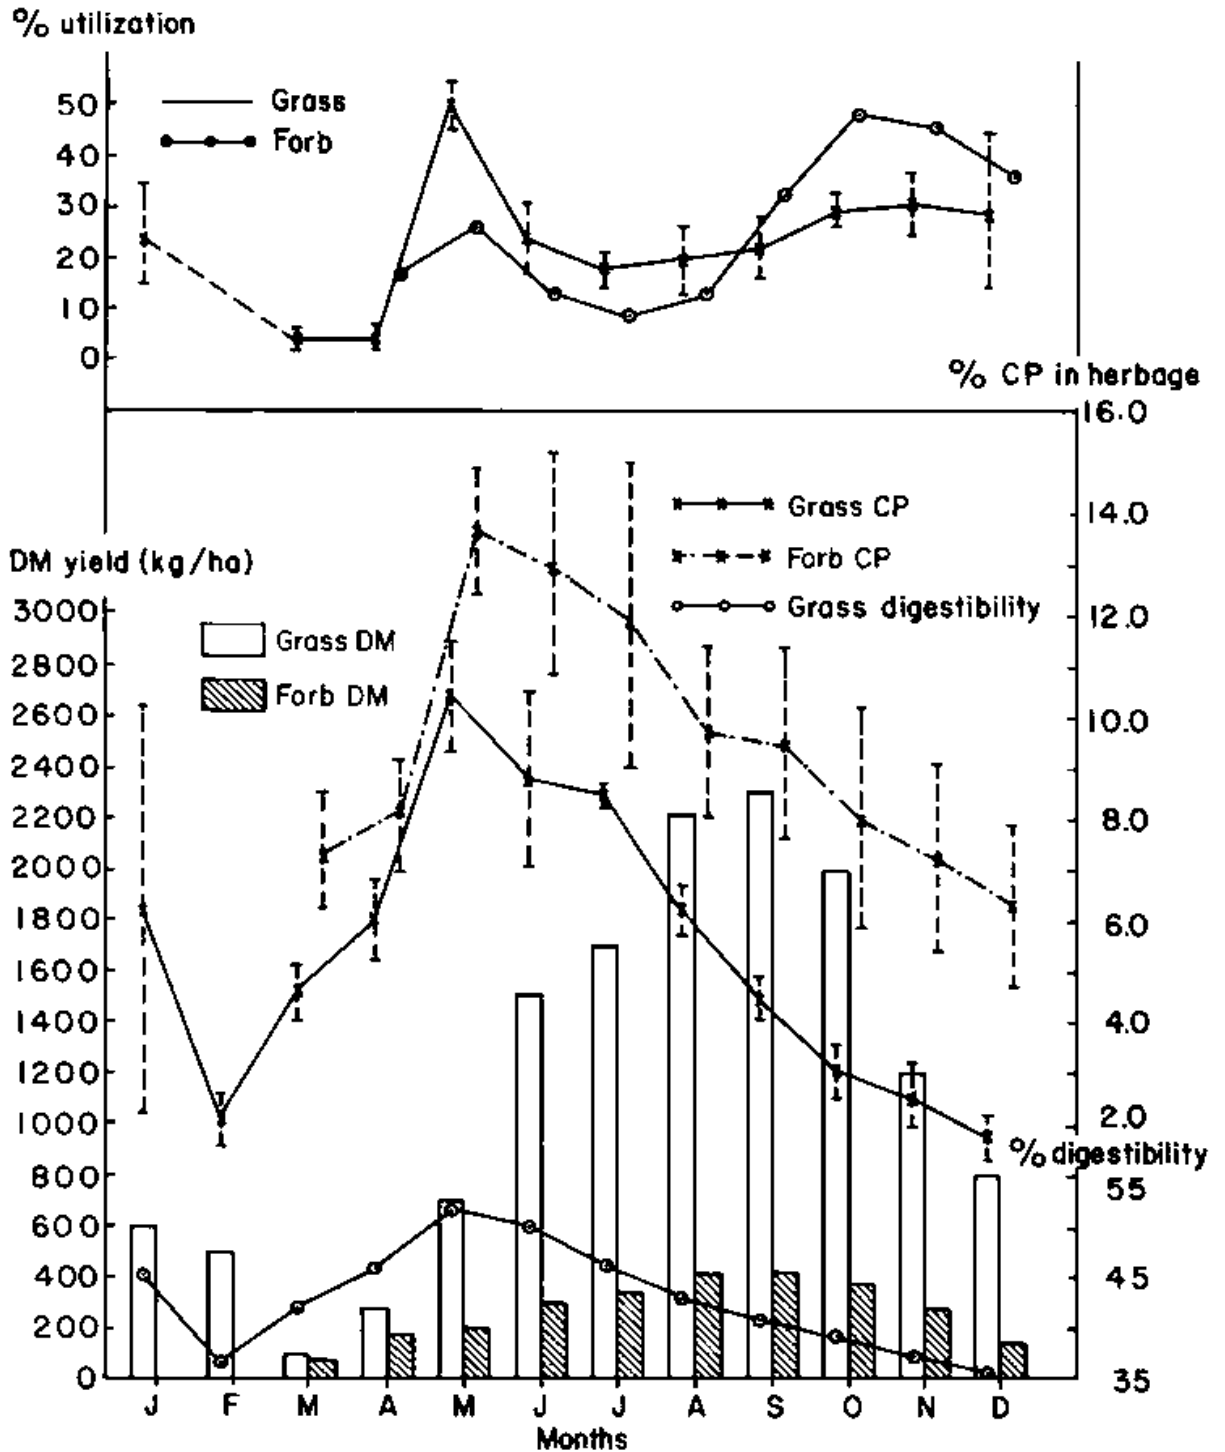 % utilization
50
40
30
20
10
0
Grass
Forb
% CP in herbage
16.0
14.0
12.0
10.0
8.0
6.0
4.0
2.0
Grass CP
Forb CP
Grass digestibility
DM yield (kg/ha)
3000
2800
2600
2400
2200
2000
1800
1600
1400
1200
1000
800
600
400
200
0
Grass DM
Forb DM
% digestibility
55
45
35
J F M A M J J A S O N D
Months